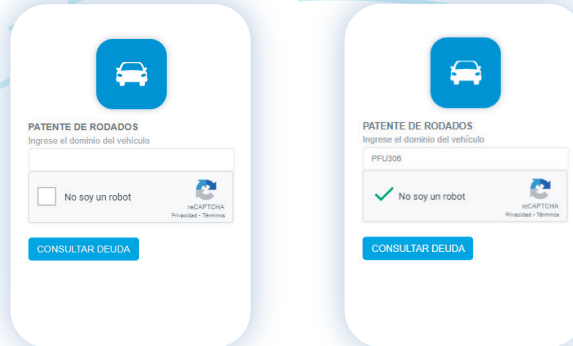 PATENTE DE RODADOS
Ingrese el dominio del vehículo
No soy un robot
reCAPTCHA
Privacidad - Términos
CONSULTAR DEUDA
PATENTE DE RODADOS
Ingrese el dominio del vehículo
PFU306
No soy un robot
reCAPTCHA
Privacidad - Términos
CONSULTAR DEUDA